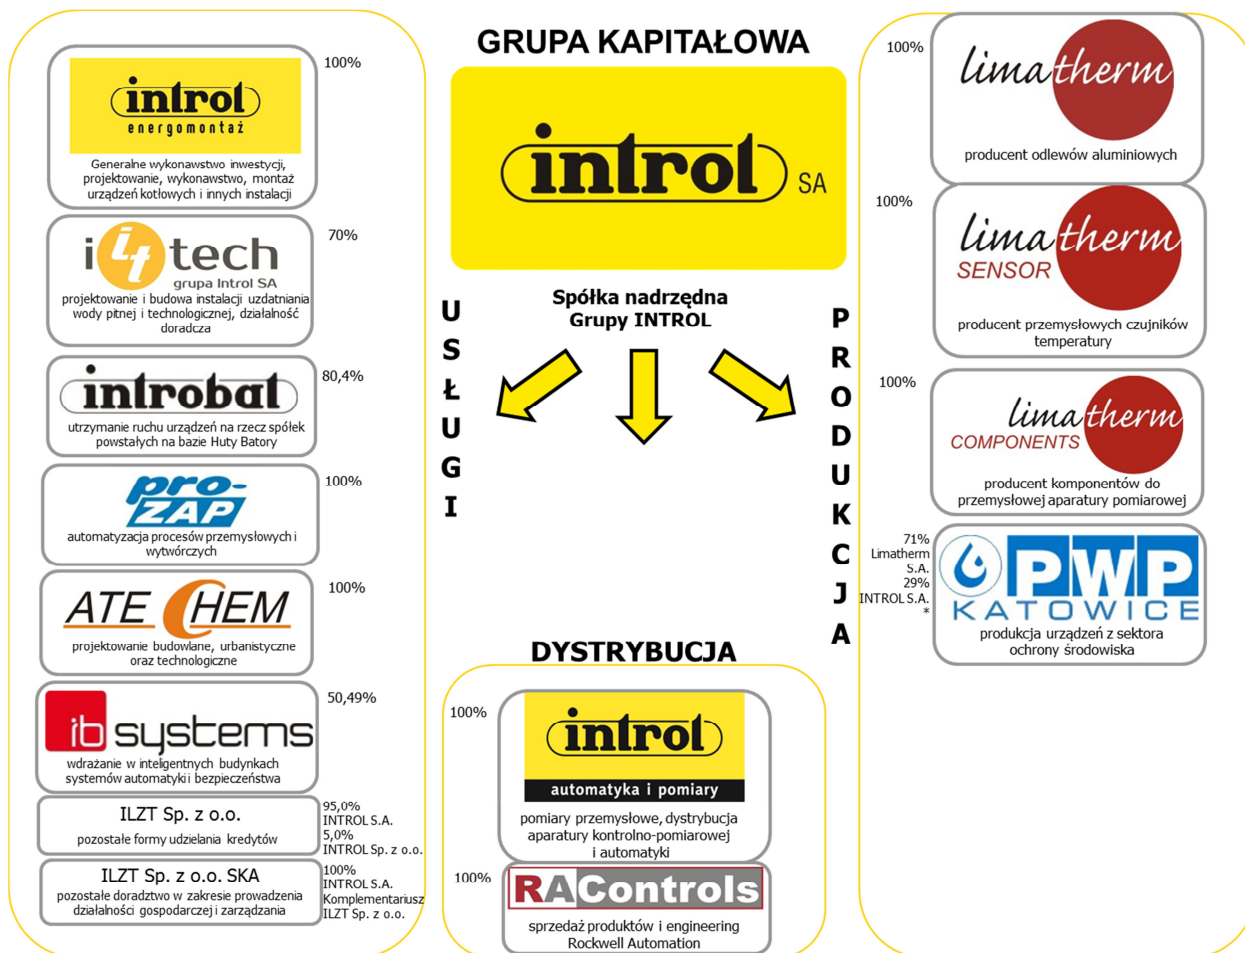 GRUPA KAPITAŁOWA
introl SA
Spółka nadrzędna
Grupy INTROL
USŁUGI
introl
energomontaż
100%
Generalne wykonawstwo inwestycji,
projektowanie, wykonawstwo, montaż
urządzeń kotłowych i innych instalacji
i4tech
grupa Introl SA
70%
projektowanie i budowa instalacji uzdatniania
wody pitnej i technologicznej, działalność
doradcza
introbat
80,4%
utrzymanie ruchu urządzeń na rzecz spółek
powstałych na bazie Huty Batory
pro-
ZAP
100%
automatyzacja procesów przemysłowych i
wytwórczych
ATECHEM
100%
projektowanie budowlane, urbanistyczne
oraz technologiczne
ib systems
50,49%
wdrażanie w inteligentnych budynkach
systemów automatyki i bezpieczeństwa
ILZT Sp. z o.o.
pozostałe formy udzielania kredytów
95,0%
INTROL S.A.
5,0%
INTROL Sp. z o.o.
ILZT Sp. z o.o. SKA
pozostałe doradztwo w zakresie prowadzenia
działalności gospodarczej i zarządzania
100%
INTROL S.A.
Komplementariusz
ILZT Sp. z o.o.
DYSTRYBUCJA
100%
introl
automatyka i pomiary
pomiary przemysłowe, dystrybucja
aparatury kontrolno-pomiarowej
i automatyki
100%
RAControls
sprzedaż produktów i engineering
Rockwell Automation
PRODUKCJA
100%
limatherm
producent odlewów aluminiowych
100%
limatherm
SENSOR
producent przemysłowych czujników
temperatury
100%
limatherm
COMPONENTS
producent komponentów do
przemysłowej aparatury pomiarowej
71%
Limatherm
S.A.
29%
INTROL S.A.
*
PWP
KATOWICE
produkcja urządzeń z sektora
ochrony środowiska